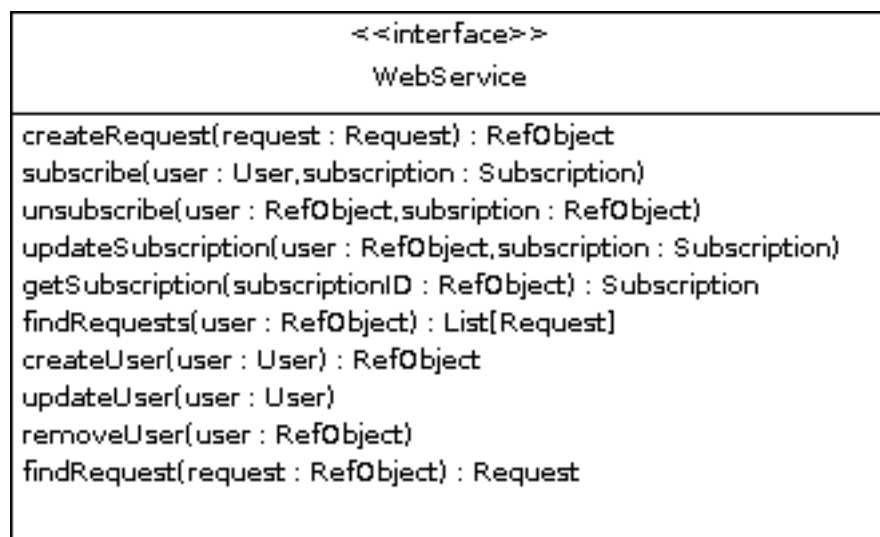 <<interface>>
WebService
createRequest(request : Request) : RefObject
subscribe(user : User,subscription : Subscription)
unsubscribe(user : RefObject,subsription : RefObject)
updateSubscription(user : RefObject,subscription : Subscription)
getSubscription(subscriptionID : RefObject) : Subscription
findRequests(user : RefObject) : List[Request]
createUser(user : User) : RefObject
updateUser(user : User)
removeUser(user : RefObject)
findRequest(request : RefObject) : Request